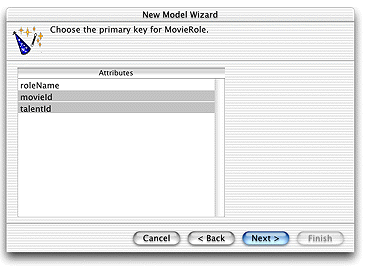 New Model Wizard
Choose the primary key for MovieRole.
Attributes
roleName
movieId
talentId
Cancel
< Back
Next >
Finish